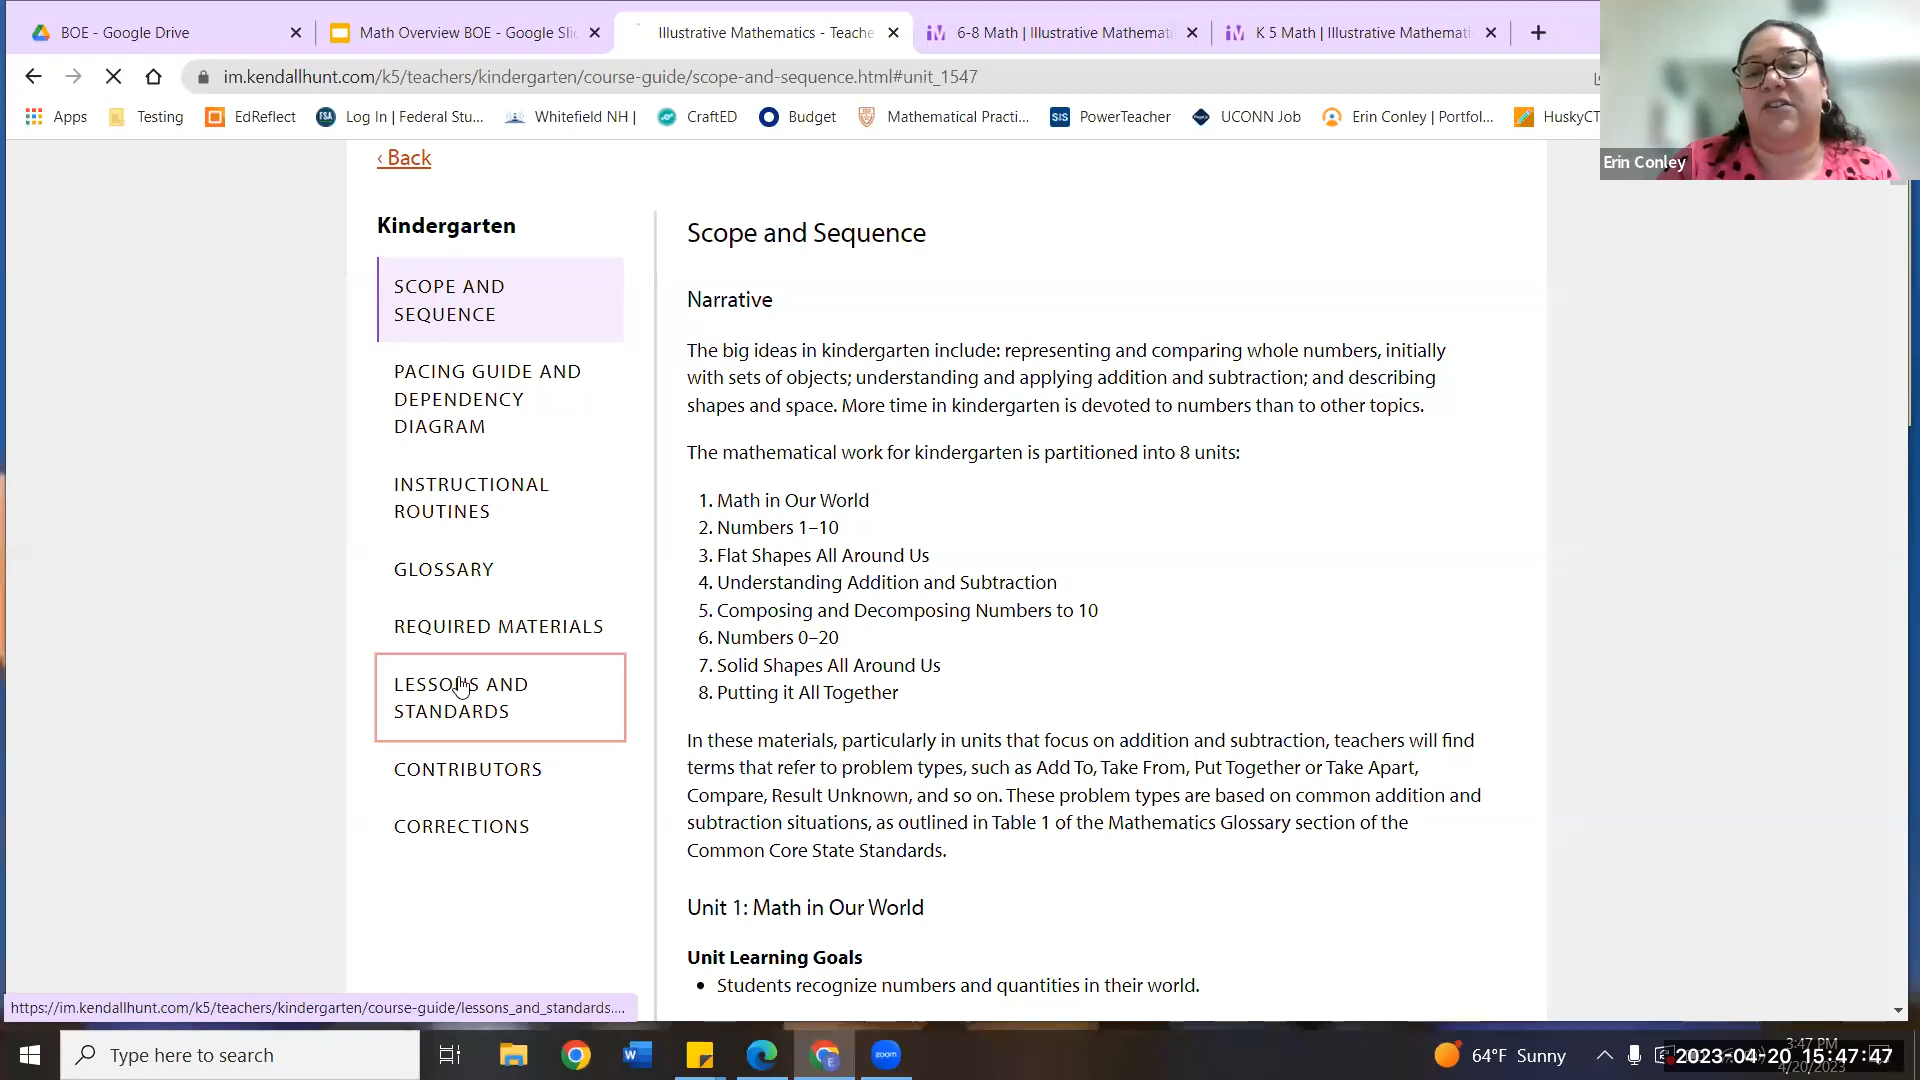 BOE - Google Drive
Math Overview BOE - Google Sli
Illustrative Mathematics - Teache
6-8 Math | Illustrative Mathemat
K 5 Math | Illustrative Mathemati
im.kendallhunt.com/k5/teachers/kindergarten/course-guide/scope-and-sequence.html#unit_1547
Apps
Testing
EdReflect
FSA
Log In | Federal Stu...
Whitefield NH |
CraftED
Budget
Mathematical Practi...
SIS
PowerTeacher
UCONN Job
Erin Conley | Portfol...
HuskyCT
Erin Conley
‹ Back
Kindergarten
SCOPE AND
SEQUENCE
PACING GUIDE AND
DEPENDENCY
DIAGRAM
INSTRUCTIONAL
ROUTINES
GLOSSARY
REQUIRED MATERIALS
LESSONS AND
STANDARDS
CONTRIBUTORS
CORRECTIONS
Scope and Sequence
Narrative
The big ideas in kindergarten include: representing and comparing whole numbers, initially
with sets of objects; understanding and applying addition and subtraction; and describing
shapes and space. More time in kindergarten is devoted to numbers than to other topics.
The mathematical work for kindergarten is partitioned into 8 units:
1. Math in Our World
2. Numbers 1–10
3. Flat Shapes All Around Us
4. Understanding Addition and Subtraction
5. Composing and Decomposing Numbers to 10
6. Numbers 0–20
7. Solid Shapes All Around Us
8. Putting it All Together
In these materials, particularly in units that focus on addition and subtraction, teachers will find
terms that refer to problem types, such as Add To, Take From, Put Together or Take Apart,
Compare, Result Unknown, and so on. These problem types are based on common addition and
subtraction situations, as outlined in Table 1 of the Mathematics Glossary section of the
Common Core State Standards.
Unit 1: Math in Our World
Unit Learning Goals
• Students recognize numbers and quantities in their world.
https://im.kendallhunt.com/k5/teachers/kindergarten/course-guide/lessons_and_standards....
Type here to search
zoom
64°F Sunny
3:47 PM
4/20/2023
2023-04-20 15:47:47